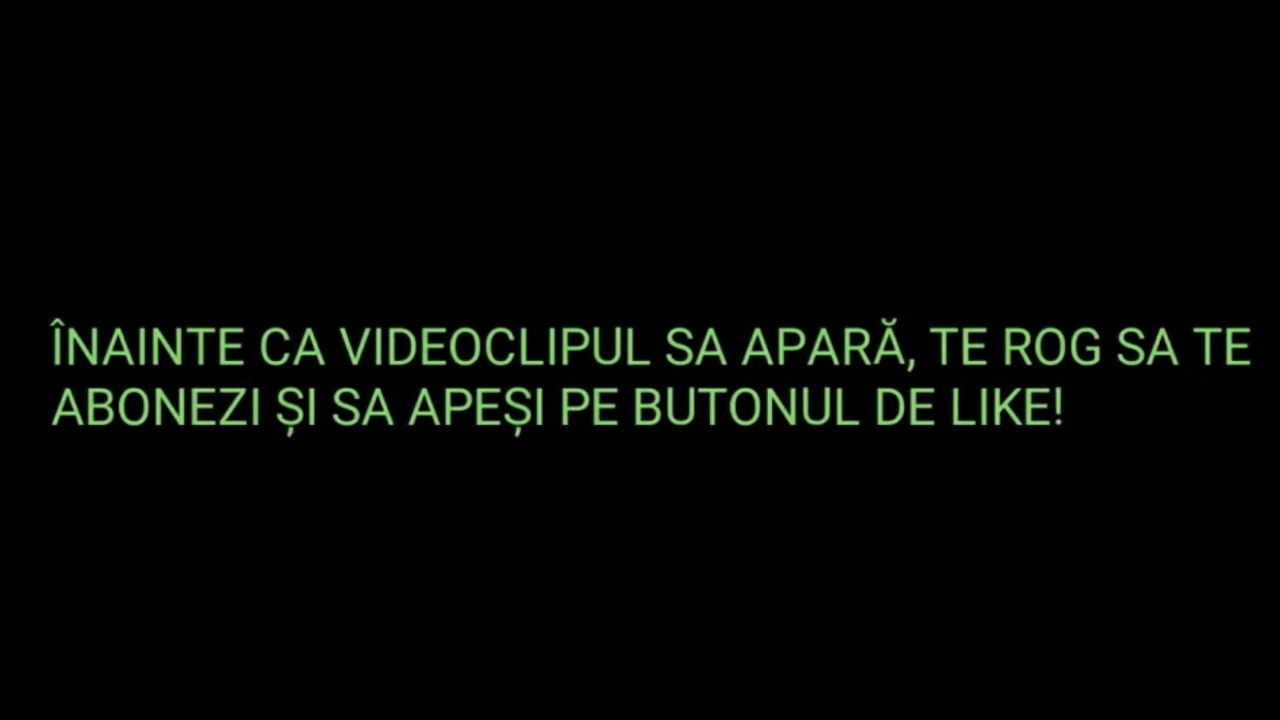 ÎNAINTE CA VIDEOCLIPUL SA APARĂ, TE ROG SA TE
ABONEZI ȘI SA APEȘI PE BUTONUL DE LIKE!